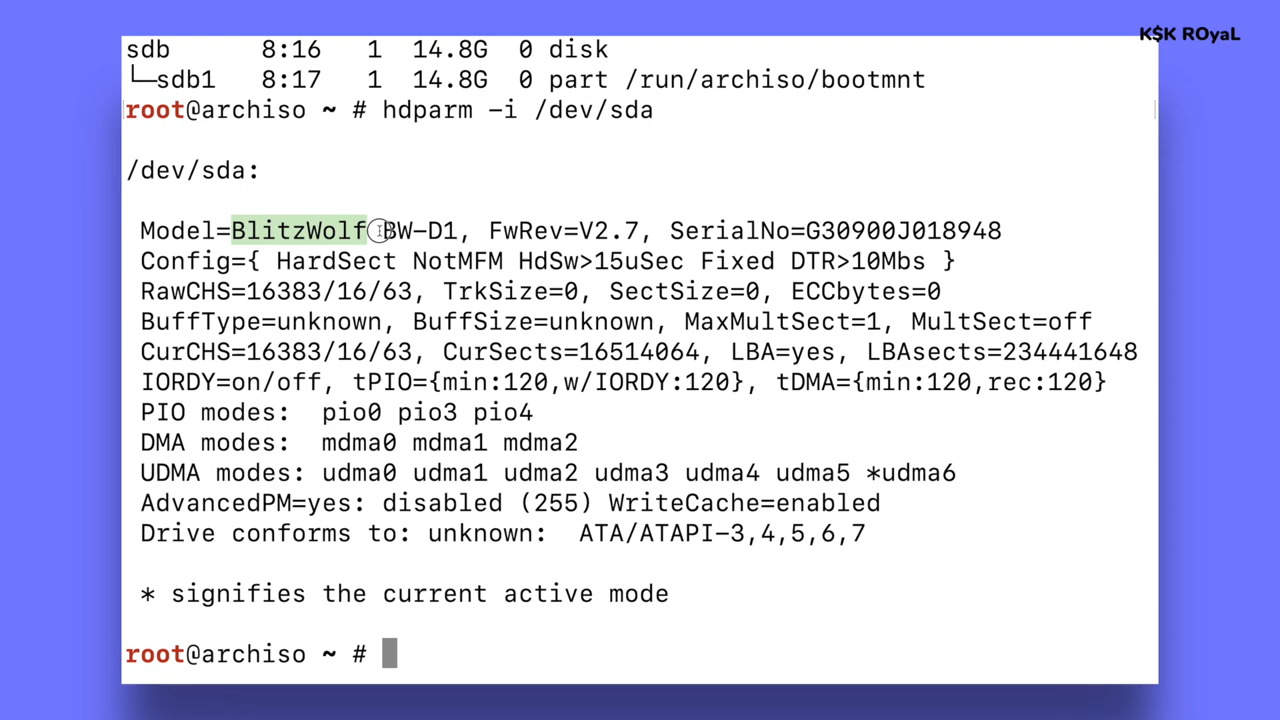 K$K ROyaL
sdb      8:16   1  14.8G  0 disk
└─sdb1   8:17   1  14.8G  0 part /run/archiso/bootmnt
root@archiso ~ # hdparm -i /dev/sda
/dev/sda:
Model=BlitzWolf BW-D1, FwRev=V2.7, SerialNo=G30900J018948
Config={ HardSect NotMFM HdSw>15uSec Fixed DTR>10Mbs }
RawCHS=16383/16/63, TrkSize=0, SectSize=0, ECCbytes=0
BuffType=unknown, BuffSize=unknown, MaxMultSect=1, MultSect=off
CurCHS=16383/16/63, CurSects=16514064, LBA=yes, LBAsects=234441648
IORDY=on/off, tPIO={min:120,w/IORDY:120}, tDMA={min:120,rec:120}
PIO modes:  pio0 pio3 pio4
DMA modes:  mdma0 mdma1 mdma2
UDMA modes: udma0 udma1 udma2 udma3 udma4 udma5 *udma6
AdvancedPM=yes: disabled (255) WriteCache=enabled
Drive conforms to: unknown:  ATA/ATAPI-3,4,5,6,7
* signifies the current active mode
root@archiso ~ #